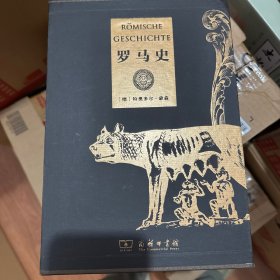 RÖMISCHE
GESCHICHTE
罗马史
[德] 特奥多尔·蒙森
商务印书馆
The Commercial Press